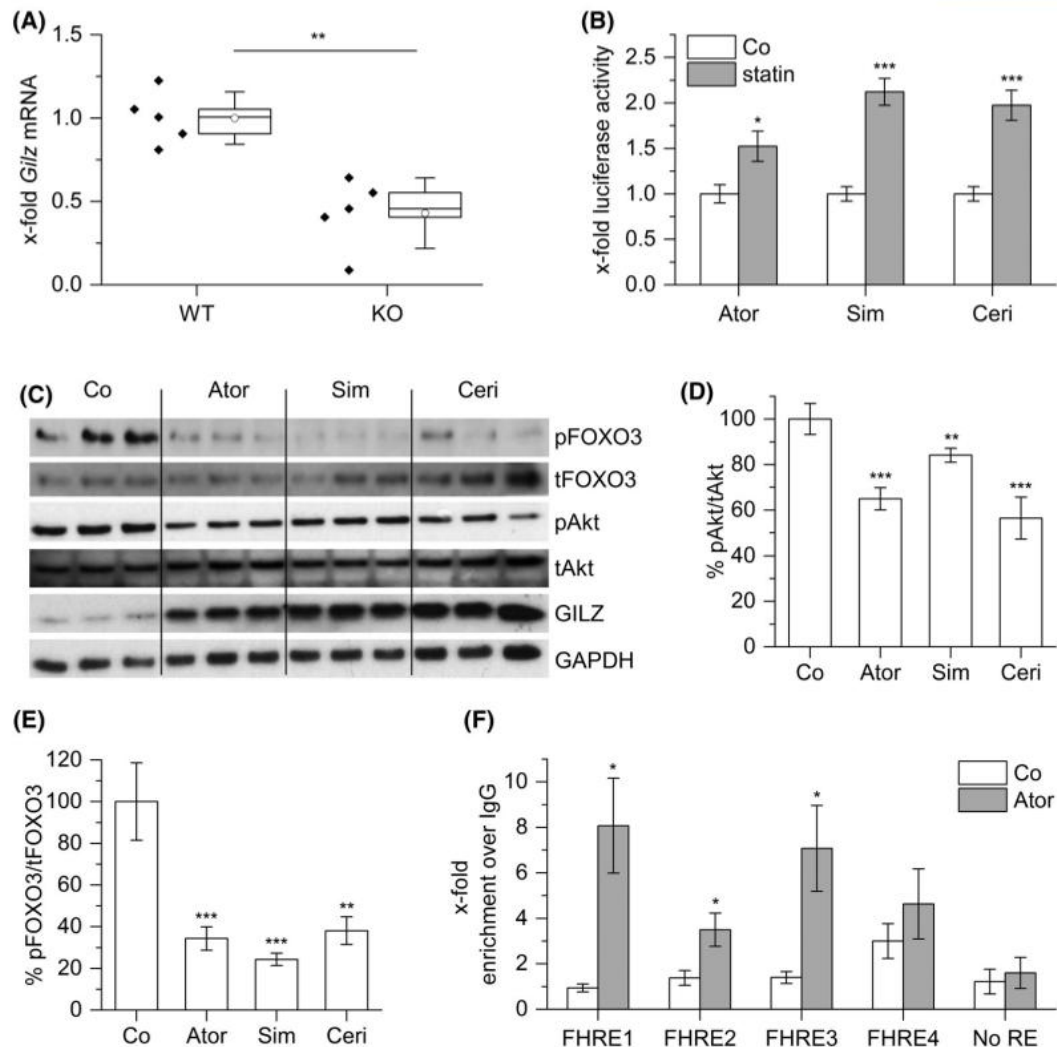 (A)
x-fold Gilz mRNA
1.5
1.0
0.5
0.0
**
WT KO
(B)
x-fold luciferase activity
2.5
2.0
1.5
1.0
0.5
0.0
Co
statin
* *** ***
Ator Sim Ceri
(C)
Co Ator Sim Ceri
pFOXO3
tFOXO3
pAkt
tAkt
GILZ
GAPDH
(D)
% pAkt/tAkt
100
80
60
40
20
0
*** ** ***
Co Ator Sim Ceri
(E)
% pFOXO3/tFOXO3
120
100
80
60
40
20
0
*** *** **
Co Ator Sim Ceri
(F)
x-fold
enrichment over IgG
10
8
6
4
2
0
Co
Ator
* * *
FHRE1 FHRE2 FHRE3 FHRE4 No RE